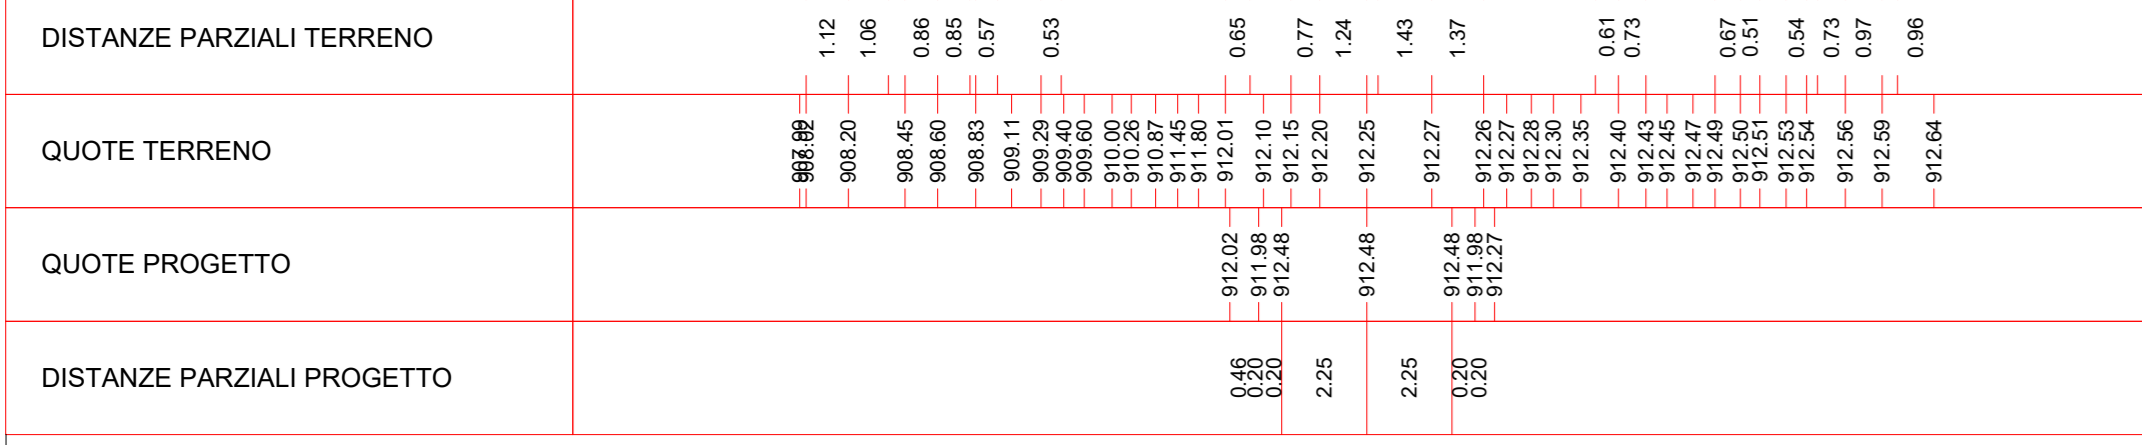 DISTANZE PARZIALI TERRENO 1.12 1.06 0.86 0.85 0.57 0.53 0.65 0.77 1.24 1.43 1.37 0.61 0.73 0.67 0.51 0.54 0.73 0.97 0.96
QUOTE TERRENO 908.02 908.20 908.45 908.60 908.83 909.11 909.29 909.40 909.60 910.00 910.26 910.87 911.45 911.80 912.01 912.10 912.15 912.20 912.25 912.27 912.26 912.27 912.28 912.30 912.35 912.40 912.43 912.45 912.47 912.49 912.50 912.51 912.53 912.54 912.56 912.59 912.64
QUOTE PROGETTO 912.02 911.98 912.48 912.48 912.48 911.98 912.27
DISTANZE PARZIALI PROGETTO 0.46 0.20 0.20 2.25 2.25 0.20 0.20